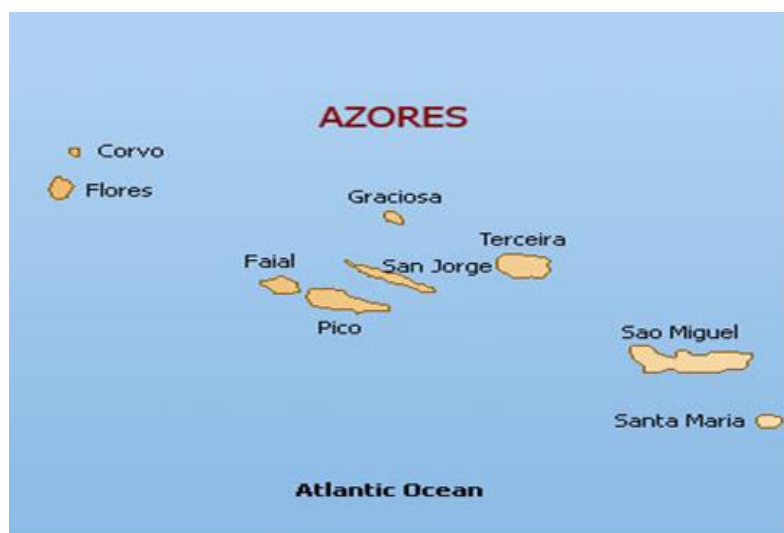 AZORES
Corvo
Flores
Graciosa
Terceira
Faial
San Jorge
Pico
Sao Miguel
Santa Maria
Atlantic Ocean